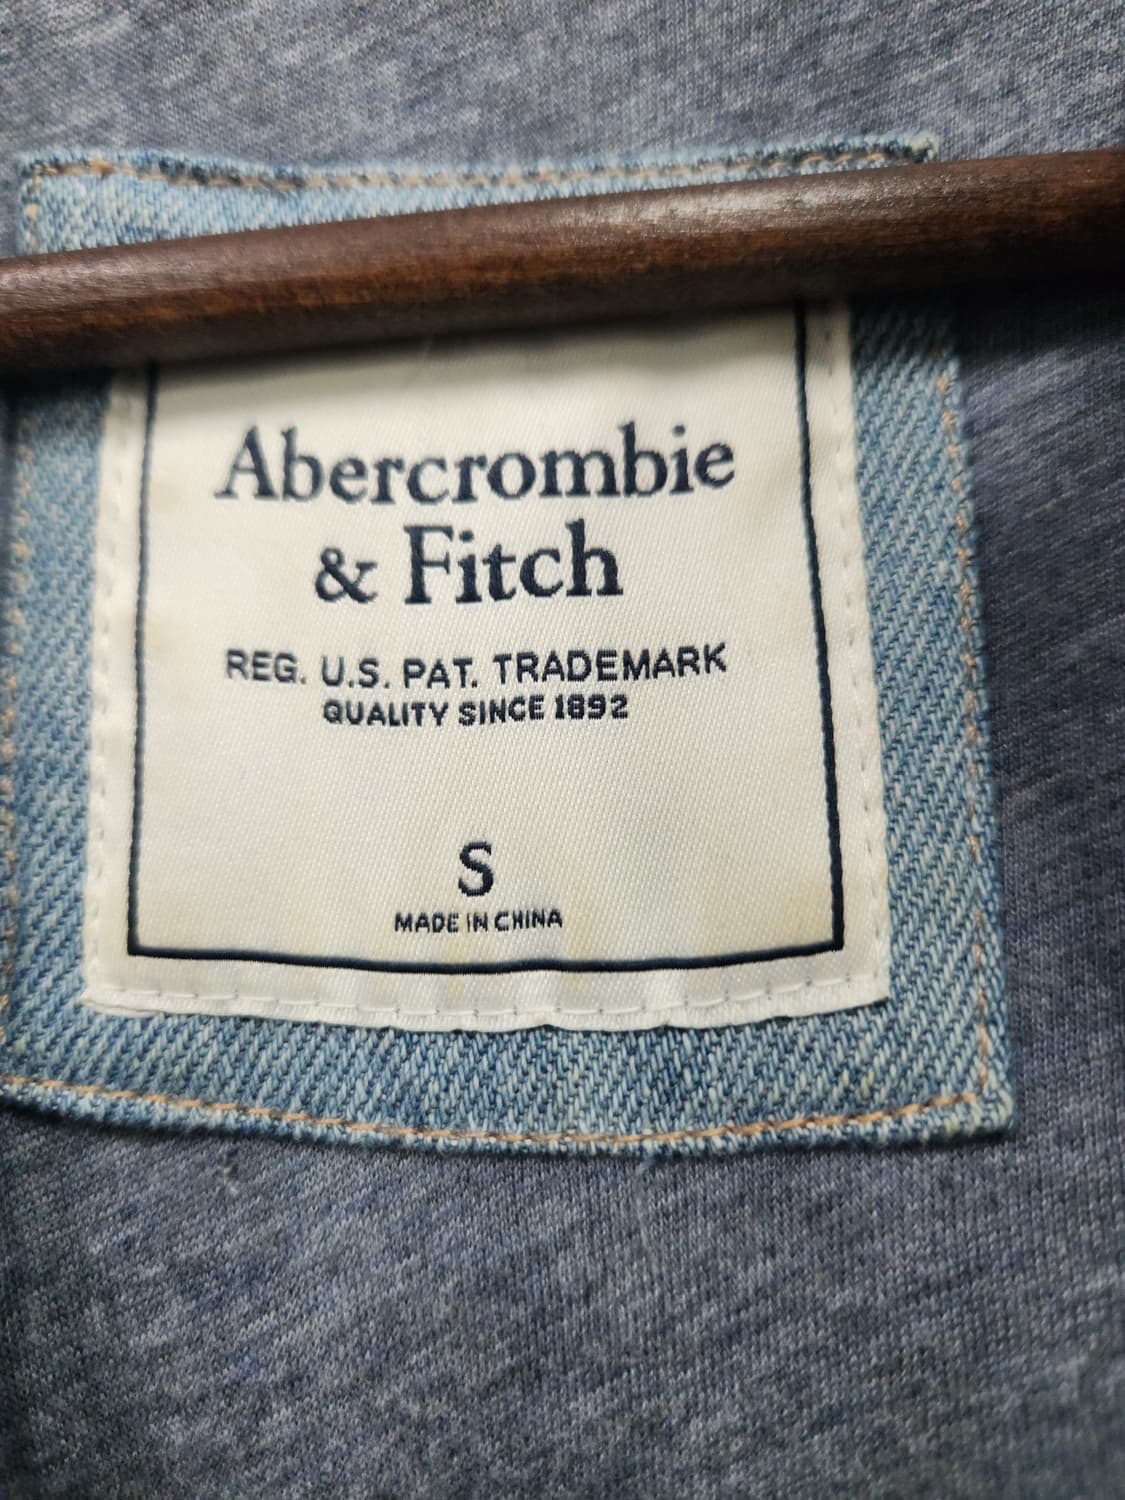 Abercrombie
& Fitch
REG. U.S. PAT. TRADEMARK
QUALITY SINCE 1892
S
MADE IN CHINA